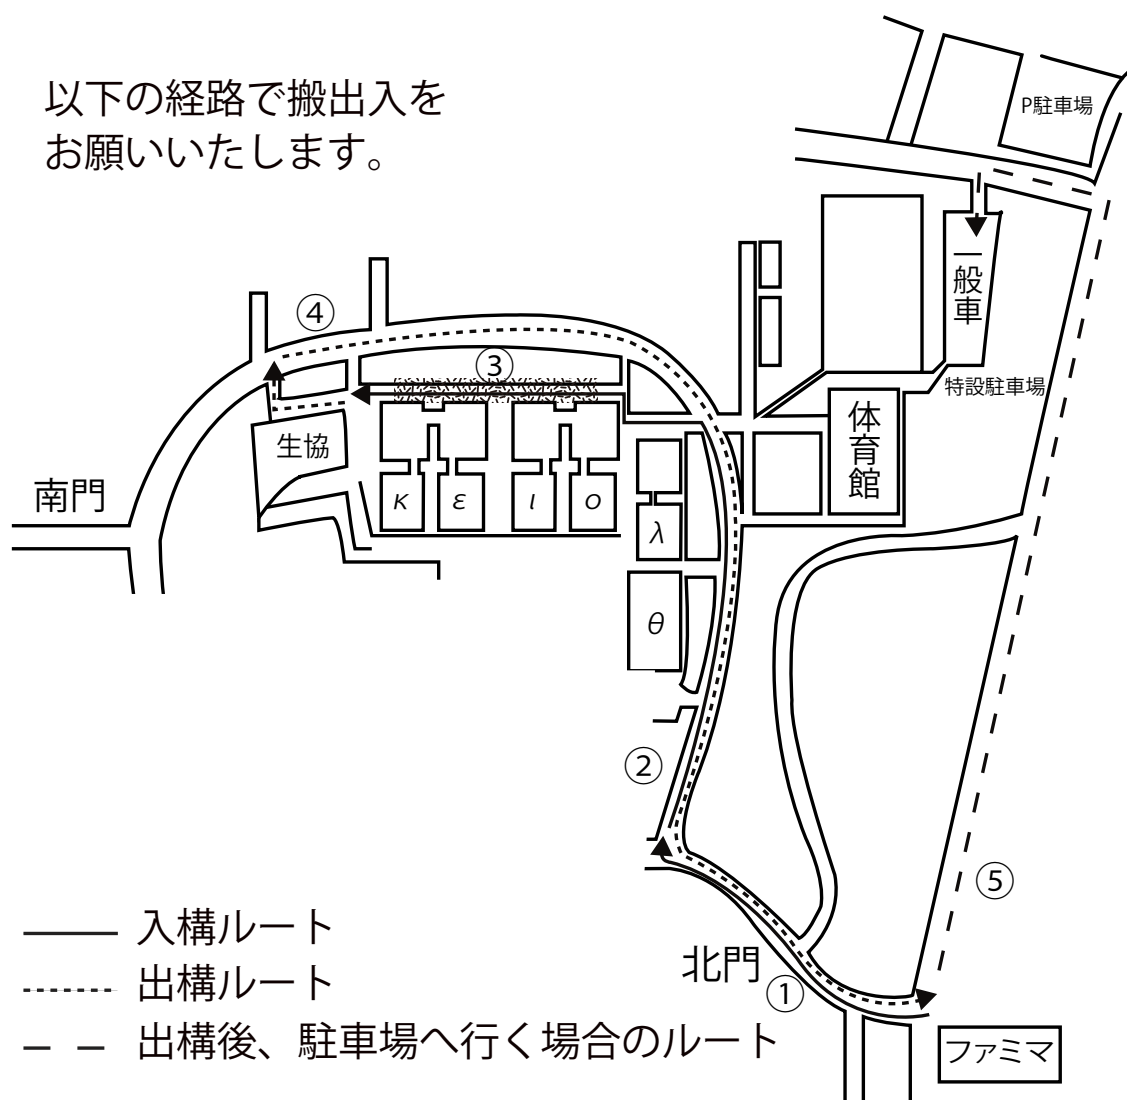 以下の経路で搬出入を
お願いいたします。
P駐車場
一般車
特設駐車場
④
③
体育館
生協
南門
κ
ε
ι
ο
λ
θ
②
⑤
北門
①
ファミマ
入構ルート
出構ルート
出構後、駐車場へ行く場合のルート